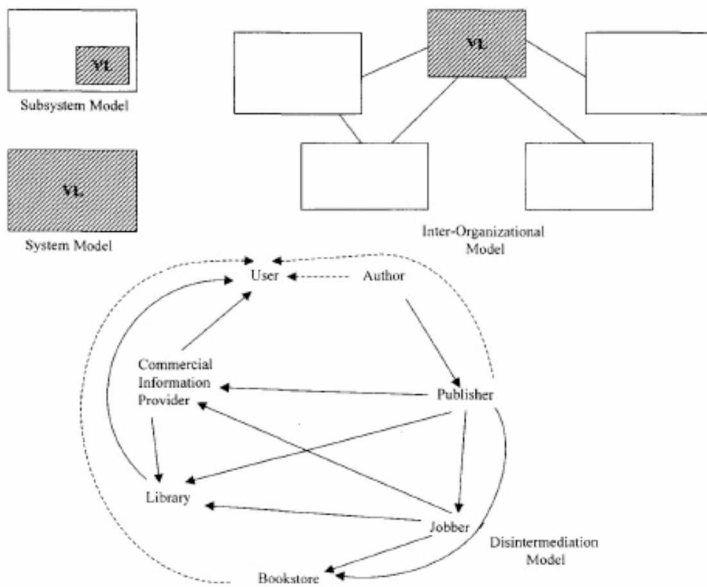 VL
Subsystem Model
VL
VL
System Model
Inter-Organizational
Model
User
Author
Commercial
Information
Provider
Publisher
Library
Jobber
Disintermediation
Model
Bookstore